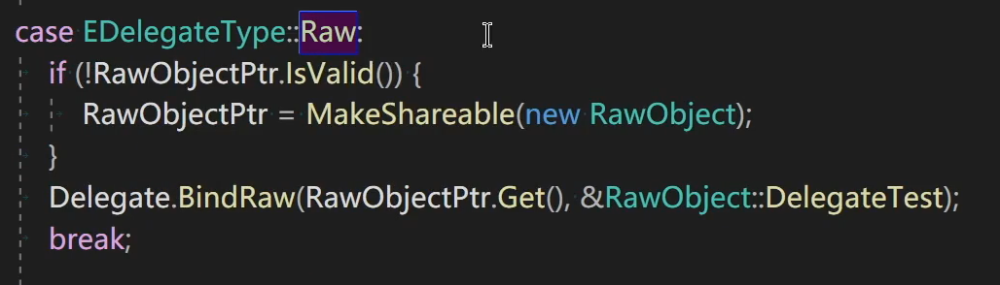 case EDelegateType::Raw:
if (!RawObjectPtr.IsValid()) {
RawObjectPtr = MakeShareable(new RawObject);
}
Delegate.BindRaw(RawObjectPtr.Get(), &RawObject::DelegateTest);
break;